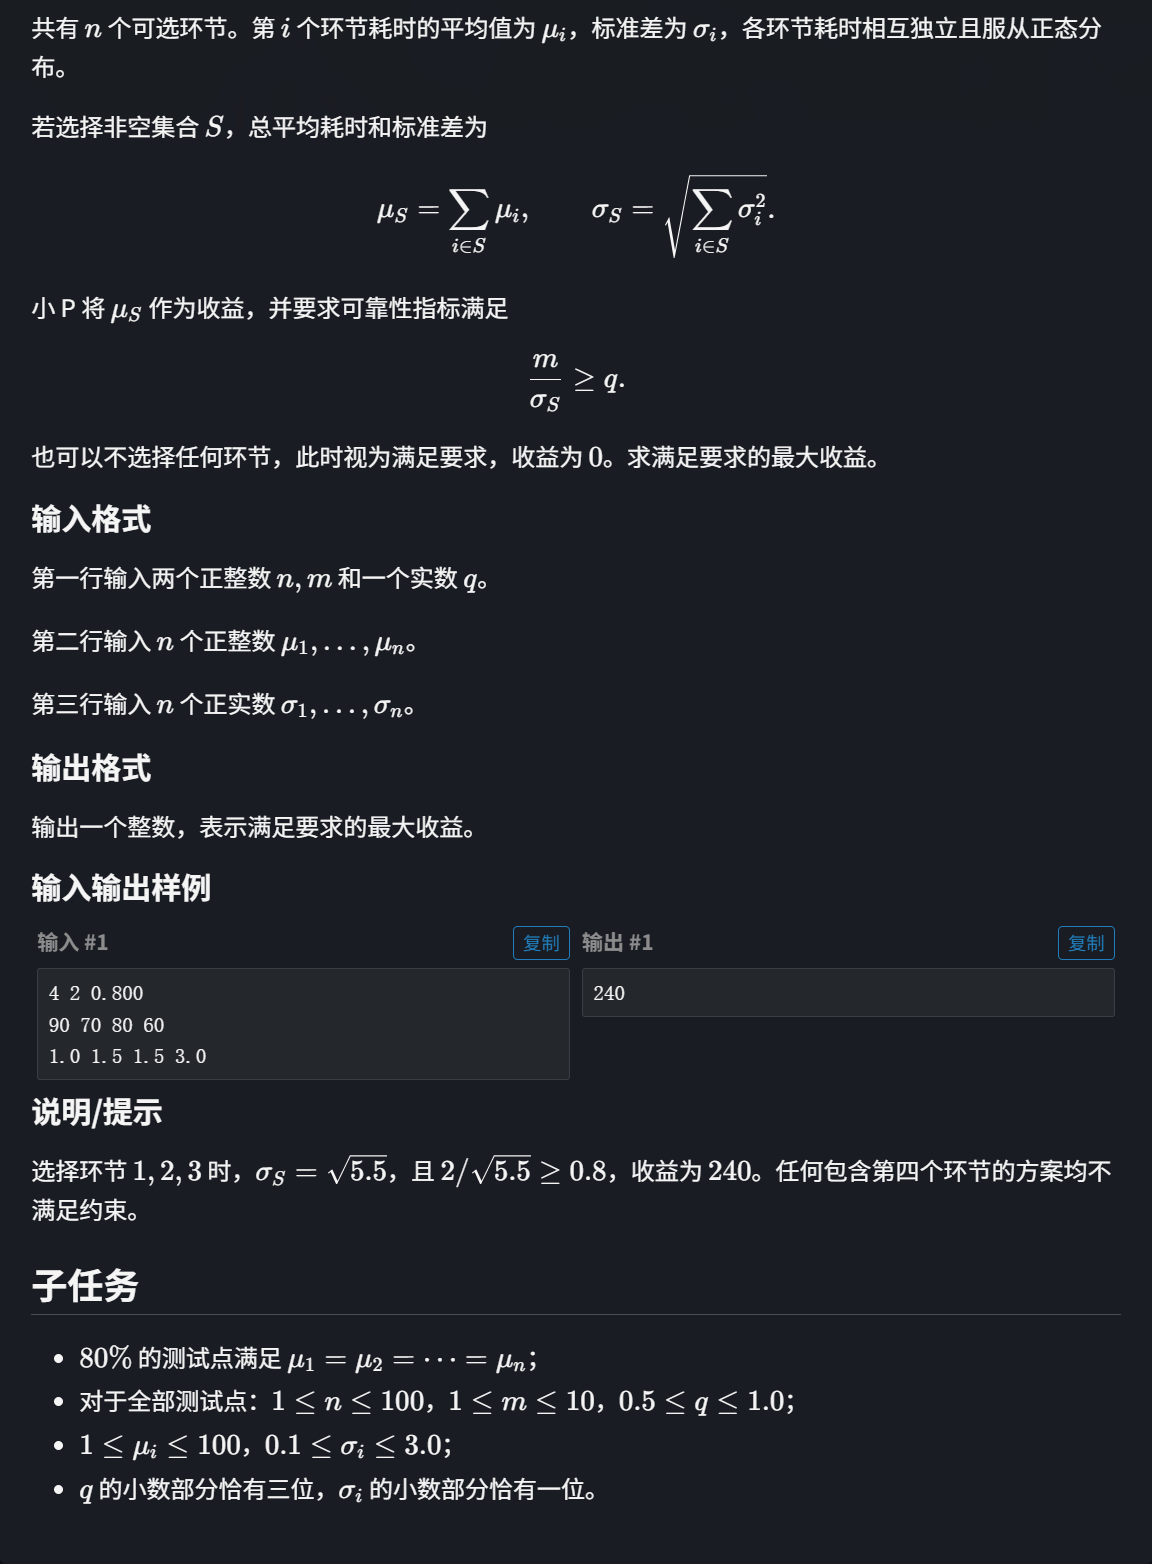 共有 n 个可选环节。第 i 个环节耗时的平均值为 μ_i，标准差为 σ_i，各环节耗时相互独立且服从正态分
布。
若选择非空集合 S，总平均耗时和标准差为
μ_S = ∑_{i∈S} μ_i,  σ_S = √(∑_{i∈S} σ_i^2).
小 P 将 μ_S 作为收益，并要求可靠性指标满足
m/σ_S ≥ q.
也可以不选择任何环节，此时视为满足要求，收益为 0。求满足要求的最大收益。
输入格式
第一行输入两个正整数 n, m 和一个实数 q。
第二行输入 n 个正整数 μ_1, …, μ_n。
第三行输入 n 个正实数 σ_1, …, σ_n。
输出格式
输出一个整数，表示满足要求的最大收益。
输入输出样例
输入 #1 复制 输出 #1 复制
4 2 0.800
90 70 80 60
1.0 1.5 1.5 3.0
240
说明/提示
选择环节 1, 2, 3 时，σ_S = √5.5，且 2/√5.5 ≥ 0.8，收益为 240。任何包含第四个环节的方案均不
满足约束。
子任务
• 80% 的测试点满足 μ_1 = μ_2 = ⋯ = μ_n；
• 对于全部测试点：1 ≤ n ≤ 100，1 ≤ m ≤ 10，0.5 ≤ q ≤ 1.0；
• 1 ≤ μ_i ≤ 100，0.1 ≤ σ_i ≤ 3.0；
• q 的小数部分恰有三位，σ_i 的小数部分恰有一位。